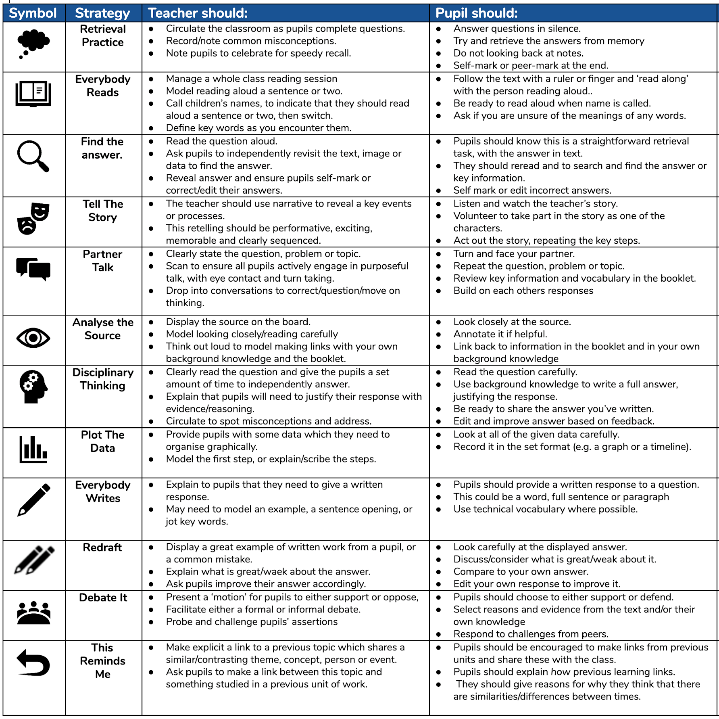 Symbol Strategy Teacher should: Pupil should:
Retrieval
Practice
Circulate the classroom as pupils complete questions.
Record/note common misconceptions.
Note pupils to celebrate for speedy recall.
Answer questions in silence.
Try and retrieve the answers from memory
Do not looking back at notes.
Self-mark or peer-mark at the end.
Everybody
Reads
Manage a whole class reading session
Model reading aloud a sentence or two.
Call children's names, to indicate that they should read
aloud a sentence or two, then switch.
Define key words as you encounter them.
Follow the text with a ruler or finger and 'read along'
with the person reading aloud..
Be ready to read aloud when name is called.
Ask if you are unsure of the meanings of any words.
Find the
answer.
Read the question aloud.
Ask pupils to independently revisit the text, image or
data to find the answer.
Reveal answer and ensure pupils self-mark or
correct/edit their answers.
Pupils should know this is a straightforward retrieval
task, with the answer in text.
They should reread and to search and find the answer or
key information.
Self mark or edit incorrect answers.
Tell The
Story
The teacher should use narrative to reveal a key events
or processes.
This retelling should be performative, exciting,
memorable and clearly sequenced.
Listen and watch the teacher's story.
Volunteer to take part in the story as one of the
characters.
Act out the story, repeating the key steps.
Partner
Talk
Clearly state the question, problem or topic.
Scan to ensure all pupils actively engage in purposeful
talk, with eye contact and turn taking.
Drop into conversations to correct/question/move on
thinking.
Turn and face your partner.
Repeat the question, problem or topic.
Review key information and vocabulary in the booklet.
Build on each others responses
Analyse the
Source
Display the source on the board.
Model looking closely/reading carefully
Think out loud to model making links with your own
background knowledge and the booklet.
Look closely at the source.
Annotate it if helpful.
Link back to information in the booklet and in your own
background knowledge
Disciplinary
Thinking
Clearly read the question and give the pupils a set
amount of time to independently answer.
Explain that pupils will need to justify their response with
evidence/reasoning.
Circulate to spot misconceptions and address.
Read the question carefully.
Use background knowledge to write a full answer,
justifying the response.
Be ready to share the answer you've written.
Edit and improve answer based on feedback.
Plot The
Data
Provide pupils with some data which they need to
organise graphically.
Model the first step, or explain/scribe the steps.
Look at all of the given data carefully.
Record it in the set format (e.g. a graph or a timeline).
Everybody
Writes
Explain to pupils that they need to give a written
response.
May need to model an example, a sentence opening, or
jot key words.
Pupils should provide a written response to a question.
This could be a word, full sentence or paragraph
Use technical vocabulary where possible.
Redraft
Display a great example of written work from a pupil, or
a common mistake.
Explain what is great/waek about the answer.
Ask pupils improve their answer accordingly.
Look carefully at the displayed answer.
Discuss/consider what is great/weak about it.
Compare to your own answer.
Edit your own response to improve it.
Debate It
Present a 'motion' for pupils to either support or oppose,
Facilitate either a formal or informal debate.
Probe and challenge pupils' assertions
Pupils should choose to either support or defend.
Select reasons and evidence from the text and/or their
own knowledge
Respond to challenges from peers.
This
Reminds
Me
Make explicit a link to a previous topic which shares a
similar/contrasting theme, concept, person or event.
Ask pupils to make a link between this topic and
something studied in a previous unit of work.
Pupils should be encouraged to make links from previous
units and share these with the class.
Pupils should explain how previous learning links.
They should give reasons for why they think that there
are similarities/differences between times.